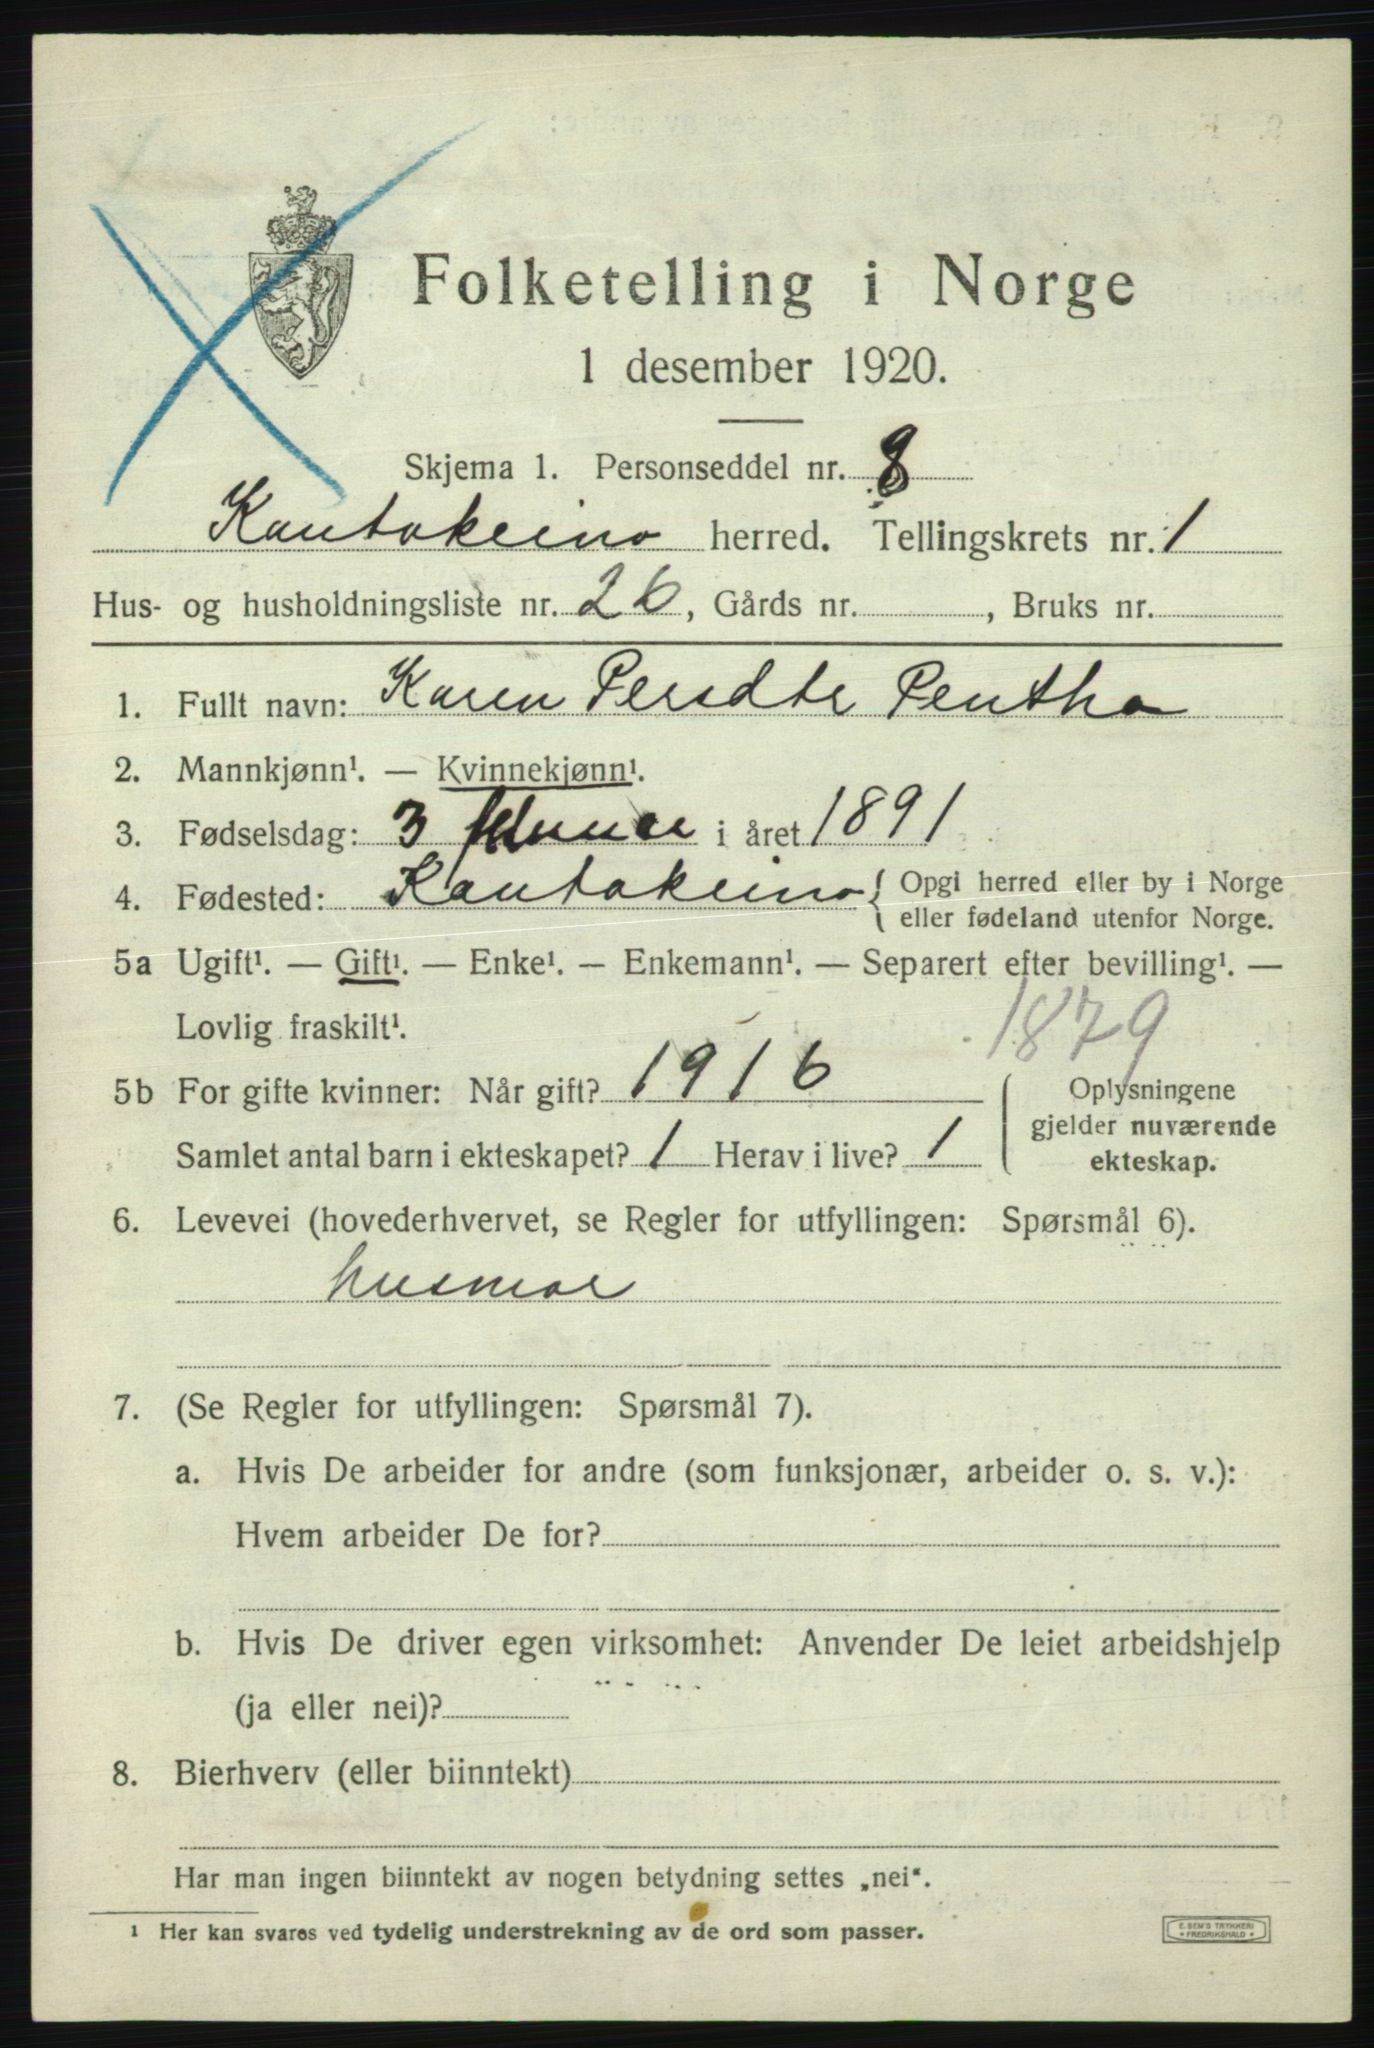 Folketelling i Norge
1 desember 1920.
Skjema 1. Personseddel nr. 8
Kautokeino herred. Tellingskrets nr. 1
Hus- og husholdningsliste nr. 26, Gårds nr. , Bruks nr.
1. Fullt navn: Karen Persdtr Pentha
2. Mannkjønn¹. — Kvinnekjønn¹.
3. Fødselsdag: 3 i året 1891
4. Fødested: Kautokeino { Opgi herred eller by i Norge
eller fødeland utenfor Norge.
5a Ugift¹. — Gift¹. — Enke¹. — Enkemann¹. — Separert efter bevilling¹. —
Lovlig fraskilt¹.
1879
5b For gifte kvinner: Når gift? 1916
Samlet antal barn i ekteskapet? 1 Herav i live? 1
Oplysningene
gjelder nuværende
ekteskap.
6. Levevei (hovederhvervet, se Regler for utfyllingen: Spørsmål 6).
husmor
7. (Se Regler for utfyllingen: Spørsmål 7).
a. Hvis De arbeider for andre (som funksjonær, arbeider o. s. v.):
Hvem arbeider De for?
b. Hvis De driver egen virksomhet: Anvender De leiet arbeidshjelp
(ja eller nei)?
8. Bierhverv (eller biinntekt)
Har man ingen biinntekt av nogen betydning settes „nei“.
¹ Her kan svares ved tydelig understrekning av de ord som passer.
E. SEM'S TRYKKERI
* FREDRIKSHALD *